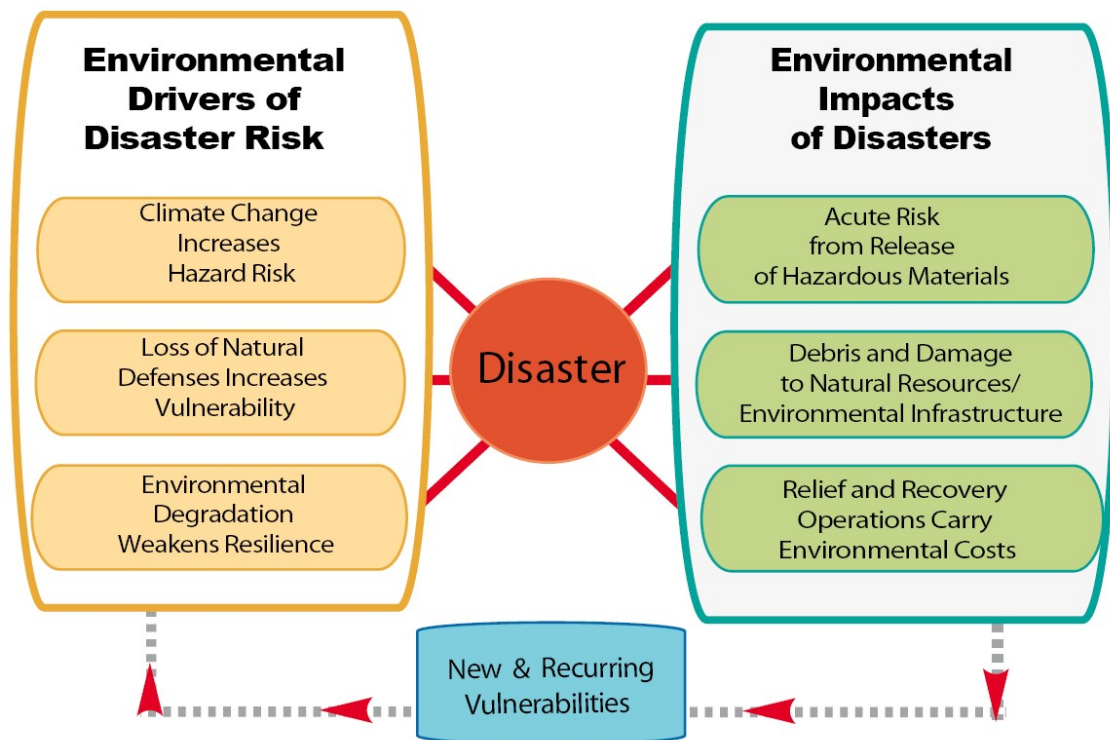 Environmental
Drivers of
Disaster Risk
Climate Change
Increases
Hazard Risk
Loss of Natural
Defenses Increases
Vulnerability
Environmental
Degradation
Weakens Resilience
Disaster
Environmental
Impacts
of Disasters
Acute Risk
from Release
of Hazardous Materials
Debris and Damage
to Natural Resources/
Environmental Infrastructure
Relief and Recovery
Operations Carry
Environmental Costs
New & Recurring
Vulnerabilities